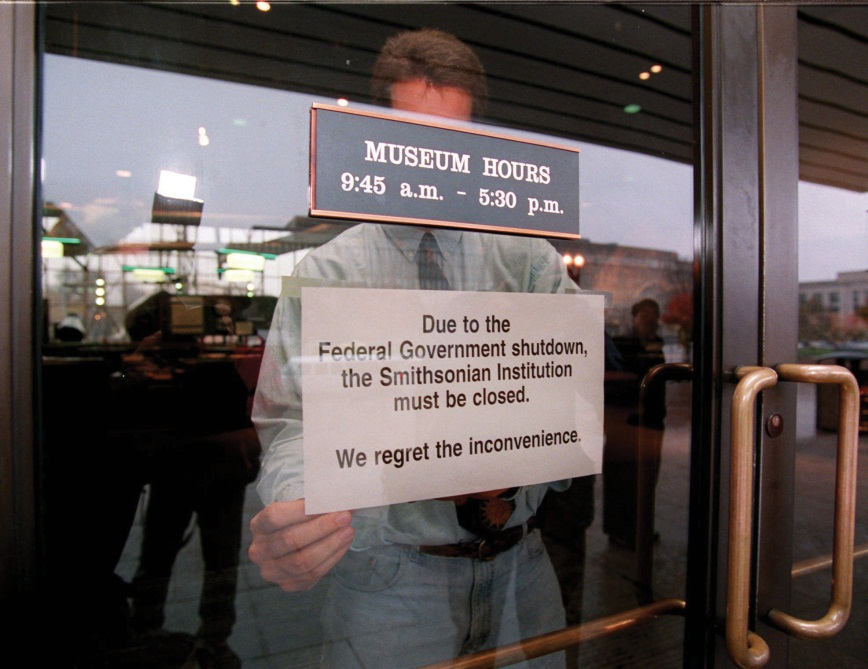 MUSEUM HOURS
9:45 a.m. - 5:30 p.m.
Due to the
Federal Government shutdown,
the Smithsonian Institution
must be closed.
We regret the inconvenience.